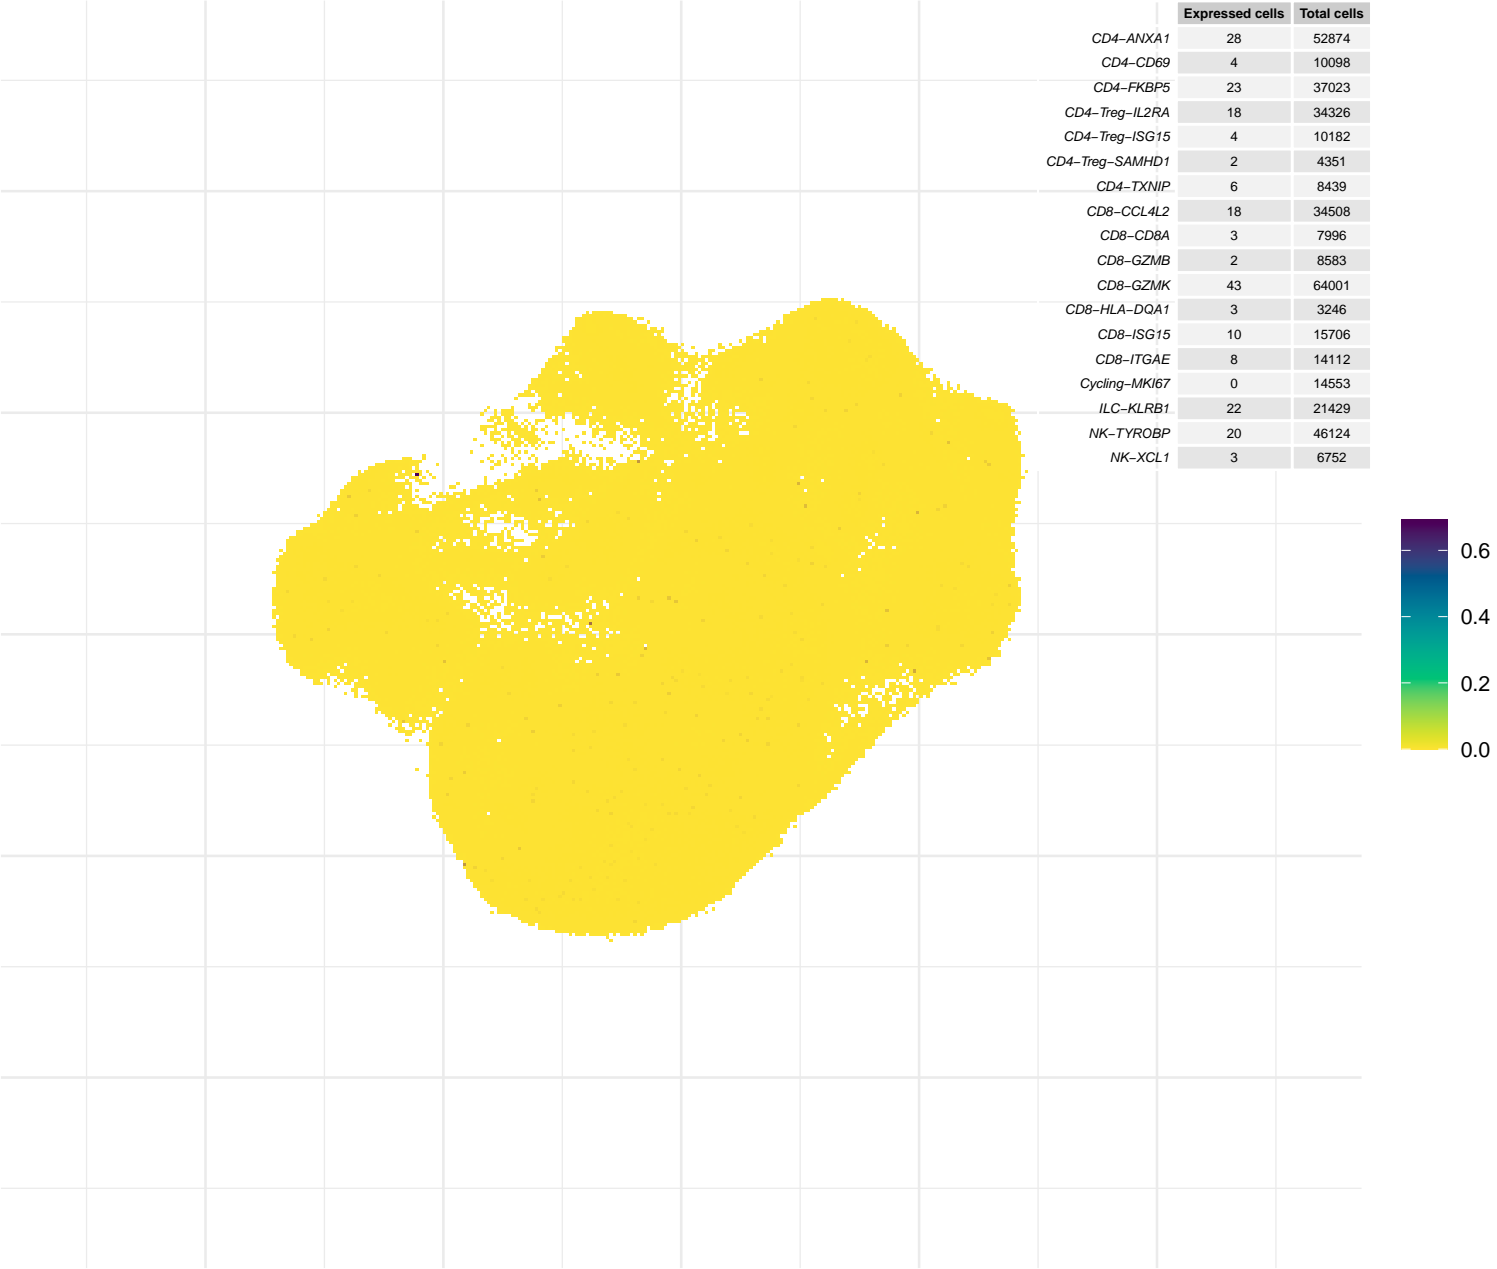 Expressed cells Total cells
CD4−ANXA1 28 52874
CD4−CD69 4 10098
CD4−FKBP5 23 37023
CD4−Treg−IL2RA 18 34326
CD4−Treg−ISG15 4 10182
CD4−Treg−SAMHD1 2 4351
CD4−TXNIP 6 8439
CD8−CCL4L2 18 34508
CD8−CD8A 3 7996
CD8−GZMB 2 8583
CD8−GZMK 43 64001
CD8−HLA−DQA1 3 3246
CD8−ISG15 10 15706
CD8−ITGAE 8 14112
Cycling−MKI67 0 14553
ILC−KLRB1 22 21429
NK−TYROBP 20 46124
NK−XCL1 3 6752
0.6
0.4
0.2
0.0